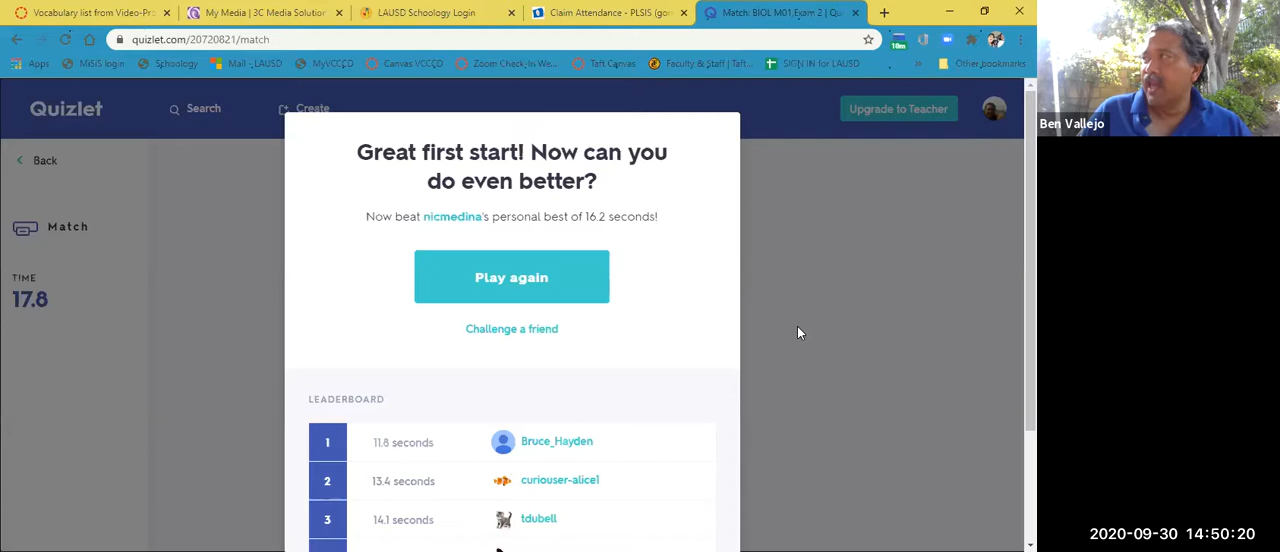 Vocabulary list from Video-Pr
My Media | 3C Media Solution
LAUSD Schoology Login
Claim Attendance - PLSIS (gor
Match: BIOL M01,Exam 2 | Qui
quizlet.com/20720821/match
10m
Apps
MiSiS login
Schoology
Mail - LAUSD
MyVCCCD
Canvas VCCCD
Zoom Check-In We...
Taft Canvas
Faculty & Staff | Taft...
SIGN IN for LAUSD
Other bookmarks
Quizlet
Search
Create
Upgrade to Teacher
Ben Vallejo
Back
Match
TIME
17.8
Great first start! Now can you
do even better?
Now beat nicmedina's personal best of 16.2 seconds!
Play again
Challenge a friend
LEADERBOARD
1 11.8 seconds Bruce_Hayden
2 13.4 seconds curiouser-alice1
3 14.1 seconds tdubell
2020-09-30 14:50:20